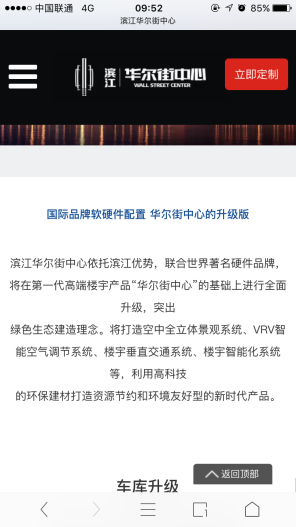 中国联通 4G 09:52 85%
滨江华尔街中心
滨江 华尔街中心 立即定制
WALL STREET CENTER
国际品牌软硬件配置 华尔街中心的升级版
滨江华尔街中心依托滨江优势，联合世界著名硬件品牌，
将在第一代高端楼宇产品“华尔街中心”的基础上进行全面
升级，突出
绿色生态建造理念。将打造空中全立体景观系统、VRV智
能空气调节系统、楼宇垂直交通系统、楼宇智能化系统
等，利用高科技
的环保建材打造资源节约和环境友好型的新时代产品。
返回顶部
车库升级